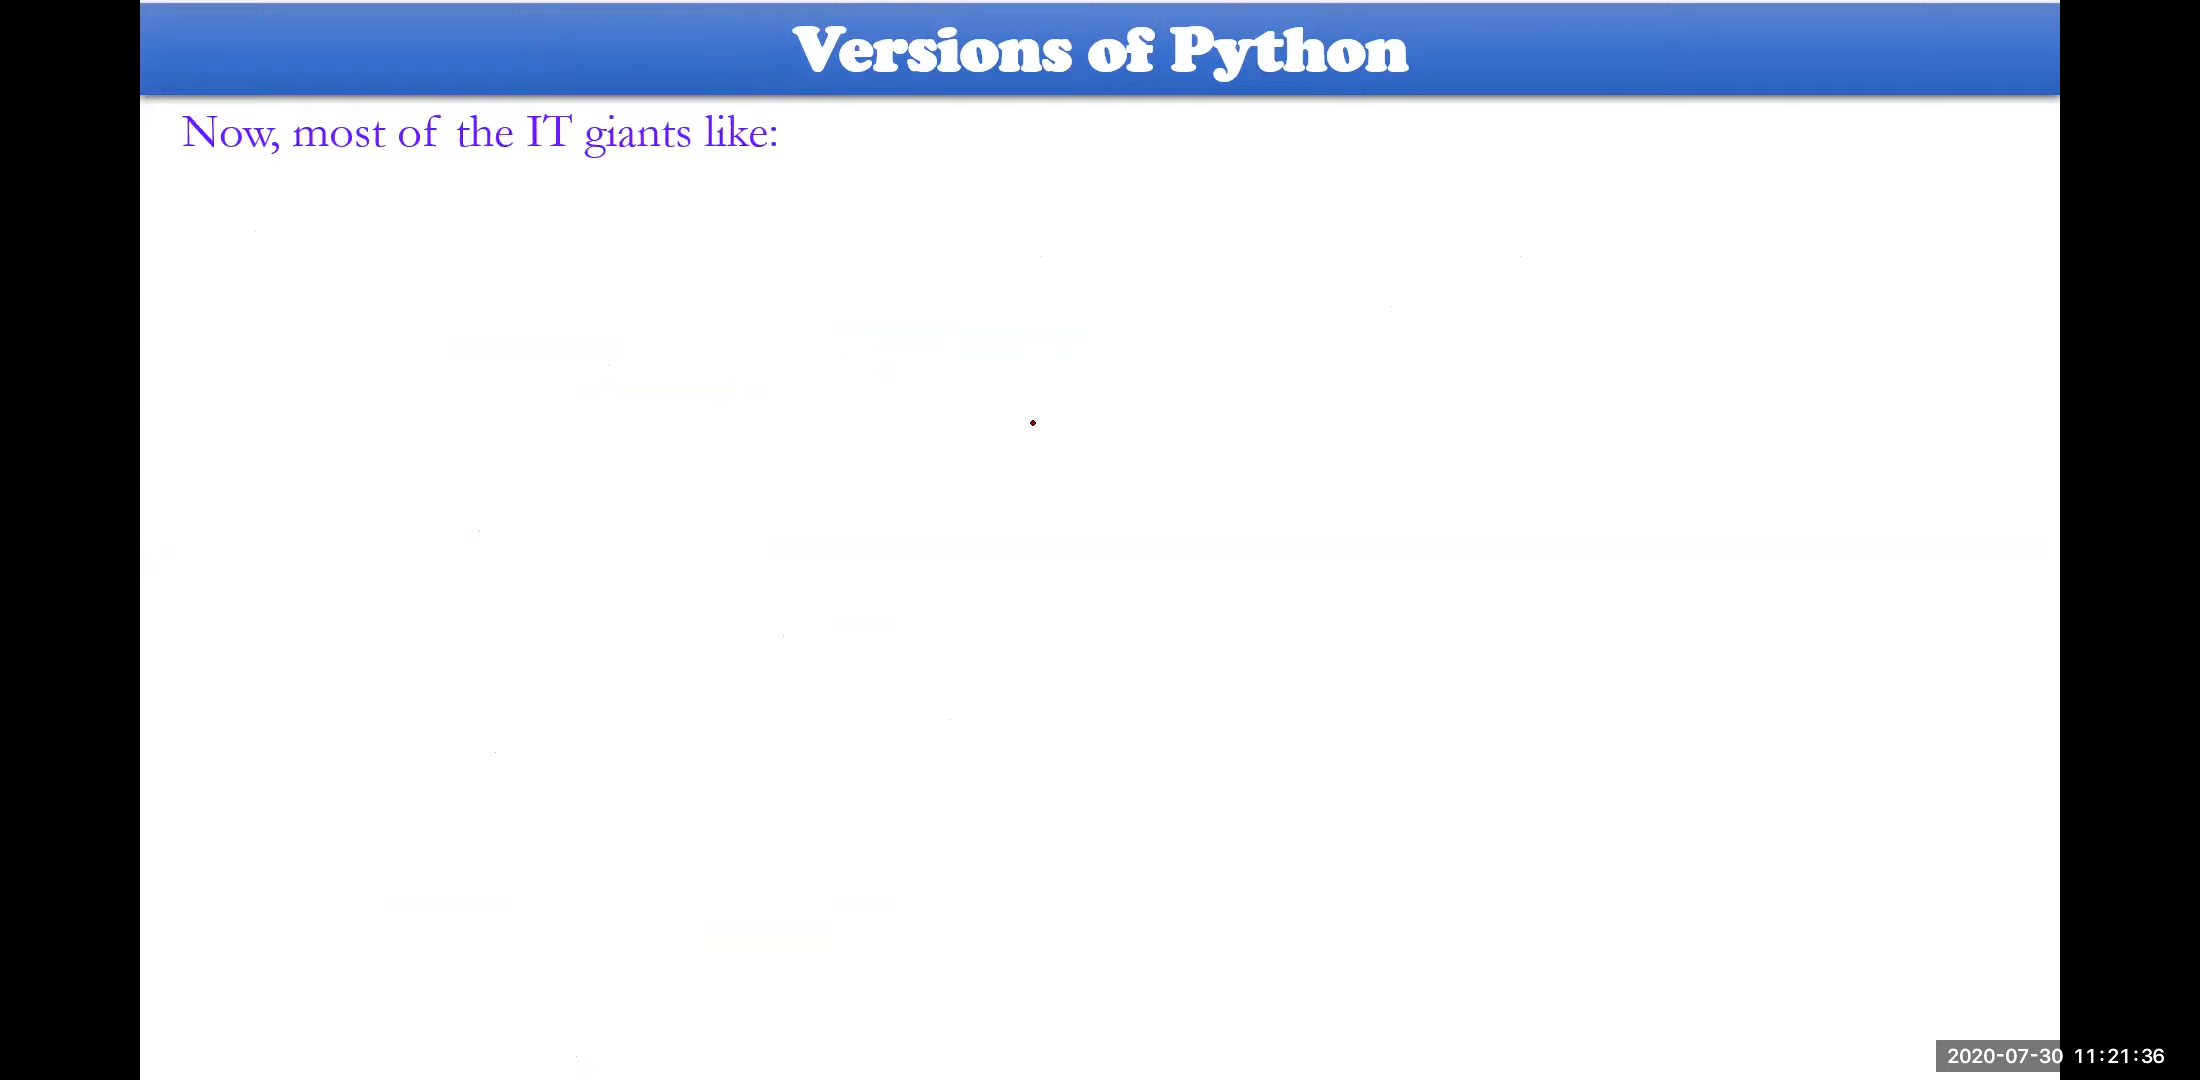 Versions of Python
Now, most of the IT giants like:
2020-07-30 11:21:36